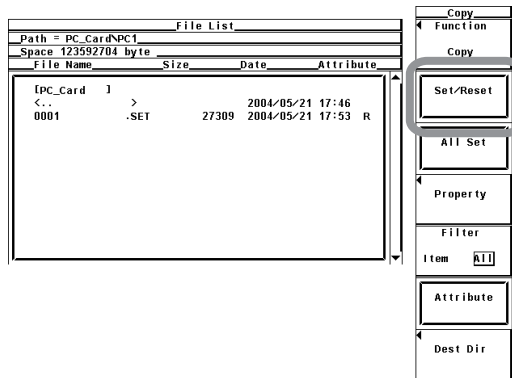 File List
Path = PC_Card\PC1
Space 123592704 byte
File Name Size Date Attribute
[PC_Card ]
<.. > 2004/05/21 17:46
0001 .SET 27309 2004/05/21 17:53 R
Copy
Function
Copy
Set/Reset
All Set
Property
Filter
Item All
Attribute
Dest Dir